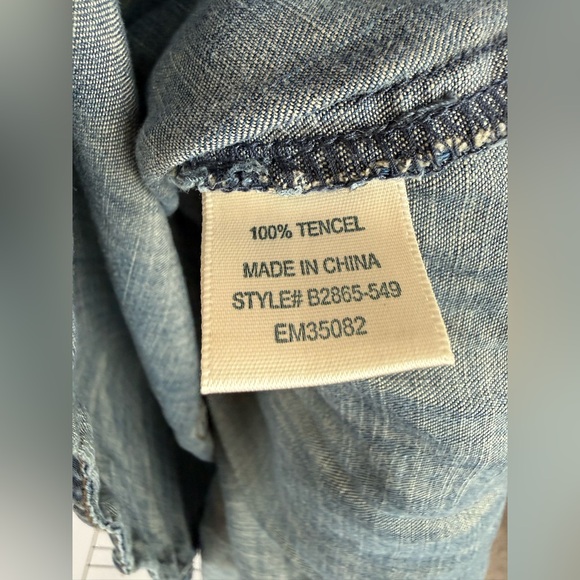 100% TENCEL
MADE IN CHINA
STYLE# B2865-549
EM35082